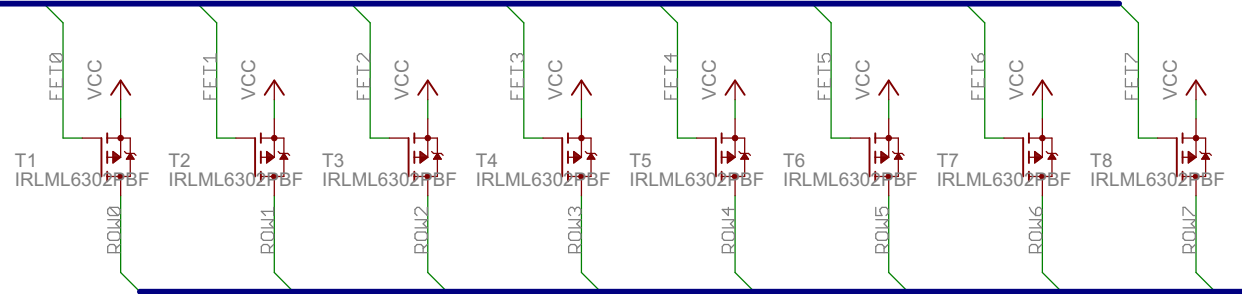 FET0 FET1 FET2 FET3 FET4 FET5 FET6 FET7
VCC VCC VCC VCC VCC VCC VCC VCC
T1 T2 T3 T4 T5 T6 T7 T8
IRLML6302PBF IRLML6302PBF IRLML6302PBF IRLML6302PBF IRLML6302PBF IRLML6302PBF IRLML6302PBF IRLML6302PBF
ROW0 ROW1 ROW2 ROW3 ROW4 ROW5 ROW6 ROW7